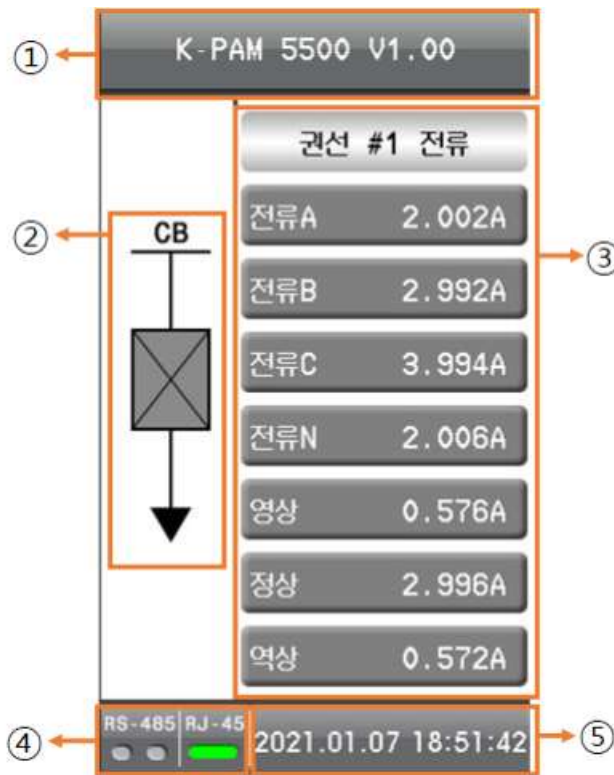 ① K-PAM 5500 V1.00
권선 #1 전류
② CB
③
전류A 2.002A
전류B 2.992A
전류C 3.994A
전류N 2.006A
영상 0.576A
정상 2.996A
역상 0.572A
④ RS-485 RJ-45
2021.01.07 18:51:42 ⑤